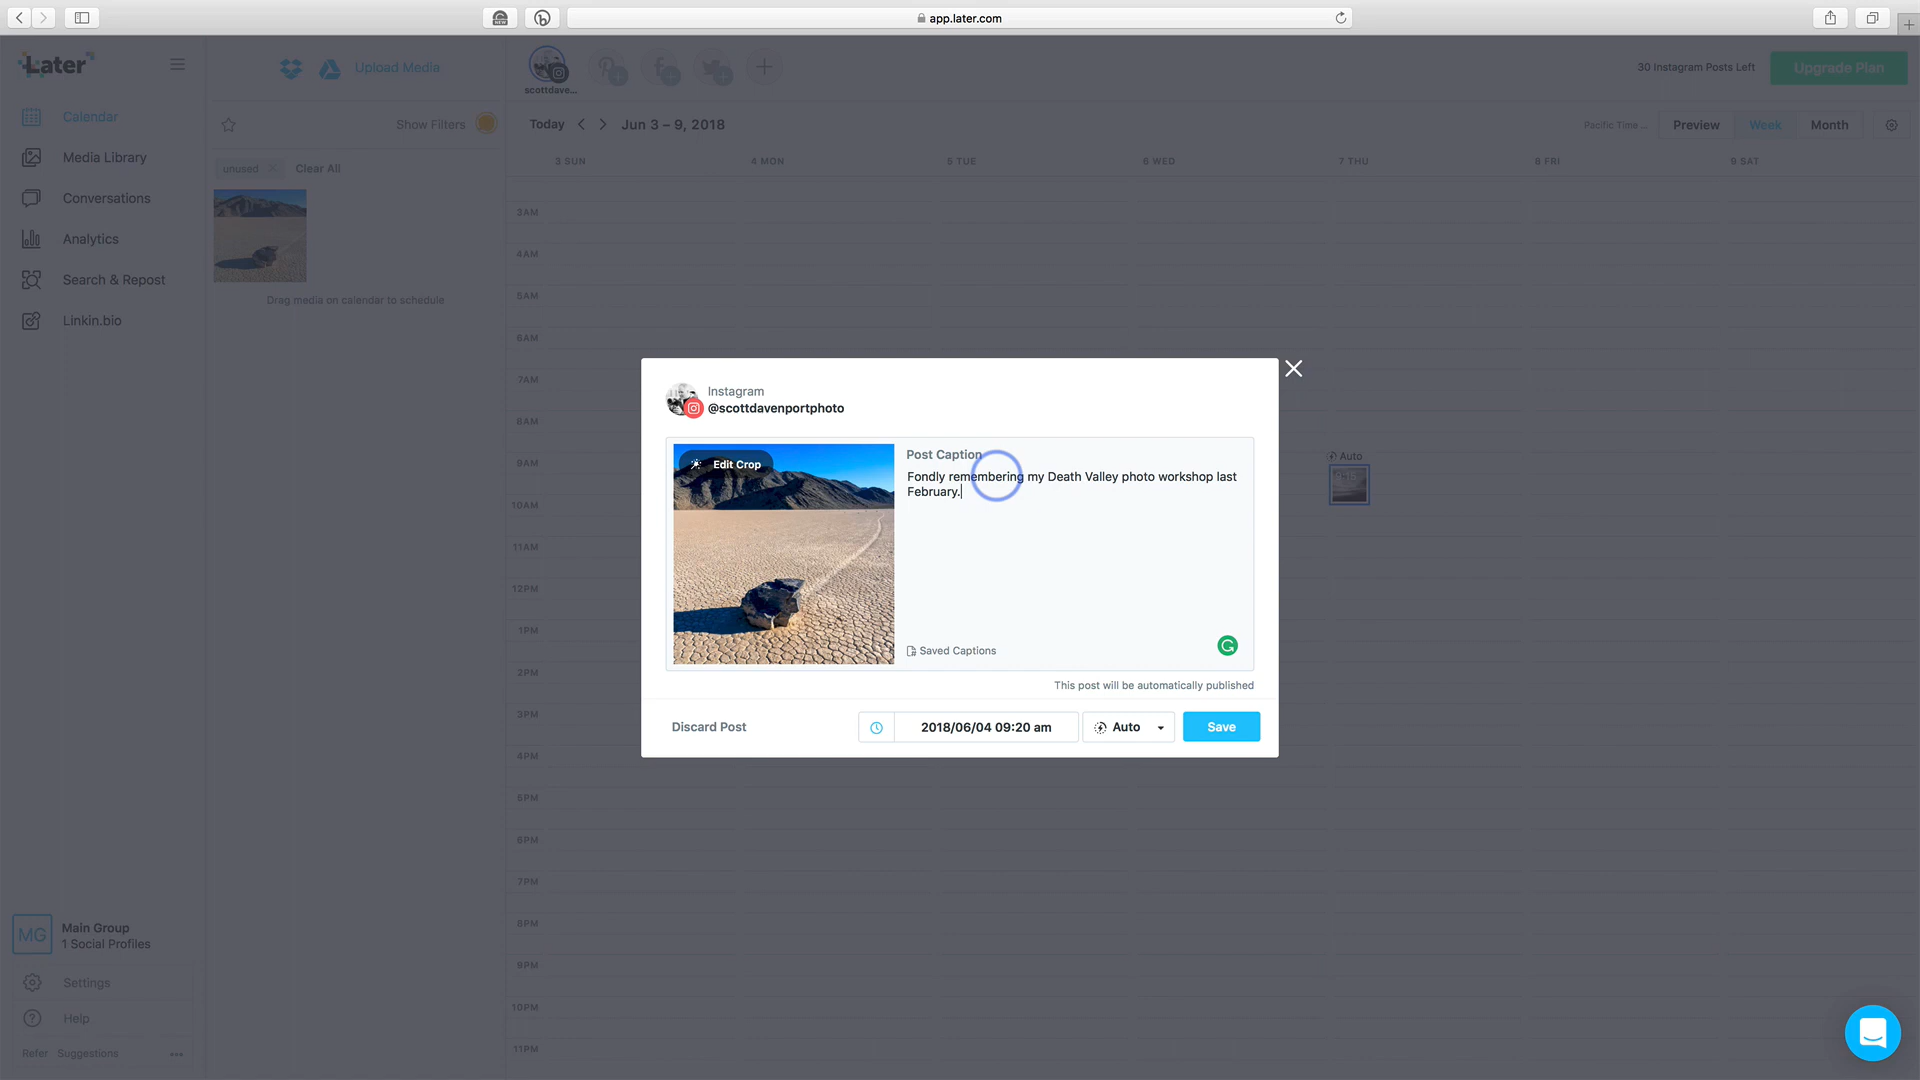 app.later.com
NEW
Later
Upload Media
scottdave...
30 Instagram Posts Left
Upgrade Plan
Calendar
Show Filters
Today
Jun 3 – 9, 2018
Pacific Time ...
Preview
Week
Month
Media Library
unused
Clear All
3 SUN
4 MON
5 TUE
6 WED
7 THU
8 FRI
9 SAT
Conversations
Analytics
Search & Repost
Linkin.bio
Drag media on calendar to schedule
3AM
4AM
5AM
6AM
7AM
8AM
9AM
10AM
11AM
12PM
1PM
2PM
3PM
4PM
5PM
6PM
7PM
8PM
9PM
10PM
11PM
Auto
9:15
Instagram
@scottdavenportphoto
Edit Crop
Post Caption
Fondly remembering my Death Valley photo workshop last
February.
Saved Captions
This post will be automatically published
Discard Post
2018/06/04 09:20 am
Auto
Save
MG
Main Group
1 Social Profiles
Settings
Help
Refer
Suggestions